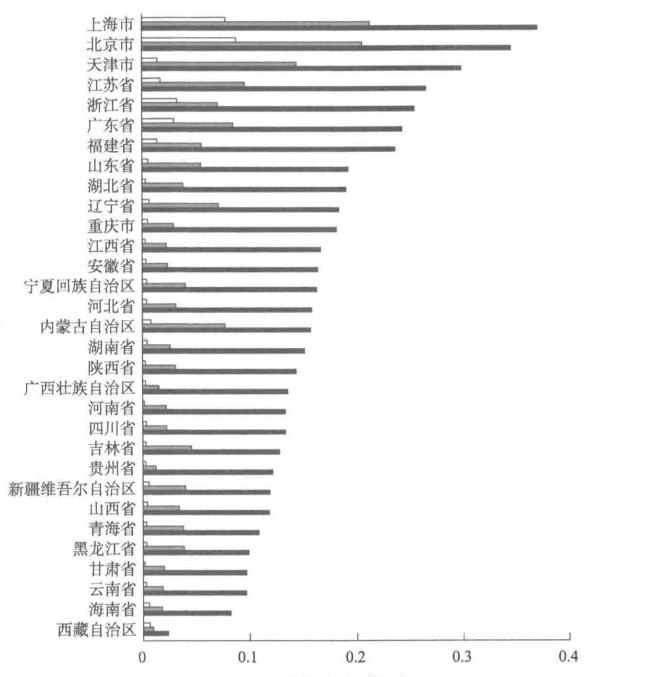 上海市
北京市
天津市
江苏省
浙江省
广东省
福建省
山东省
湖北省
辽宁省
重庆市
江西省
安徽省
宁夏回族自治区
河北省
内蒙古自治区
湖南省
陕西省
广西壮族自治区
河南省
四川省
吉林省
贵州省
新疆维吾尔自治区
山西省
青海省
黑龙江省
甘肃省
云南省
海南省
西藏自治区
0 0.1 0.2 0.3 0.4